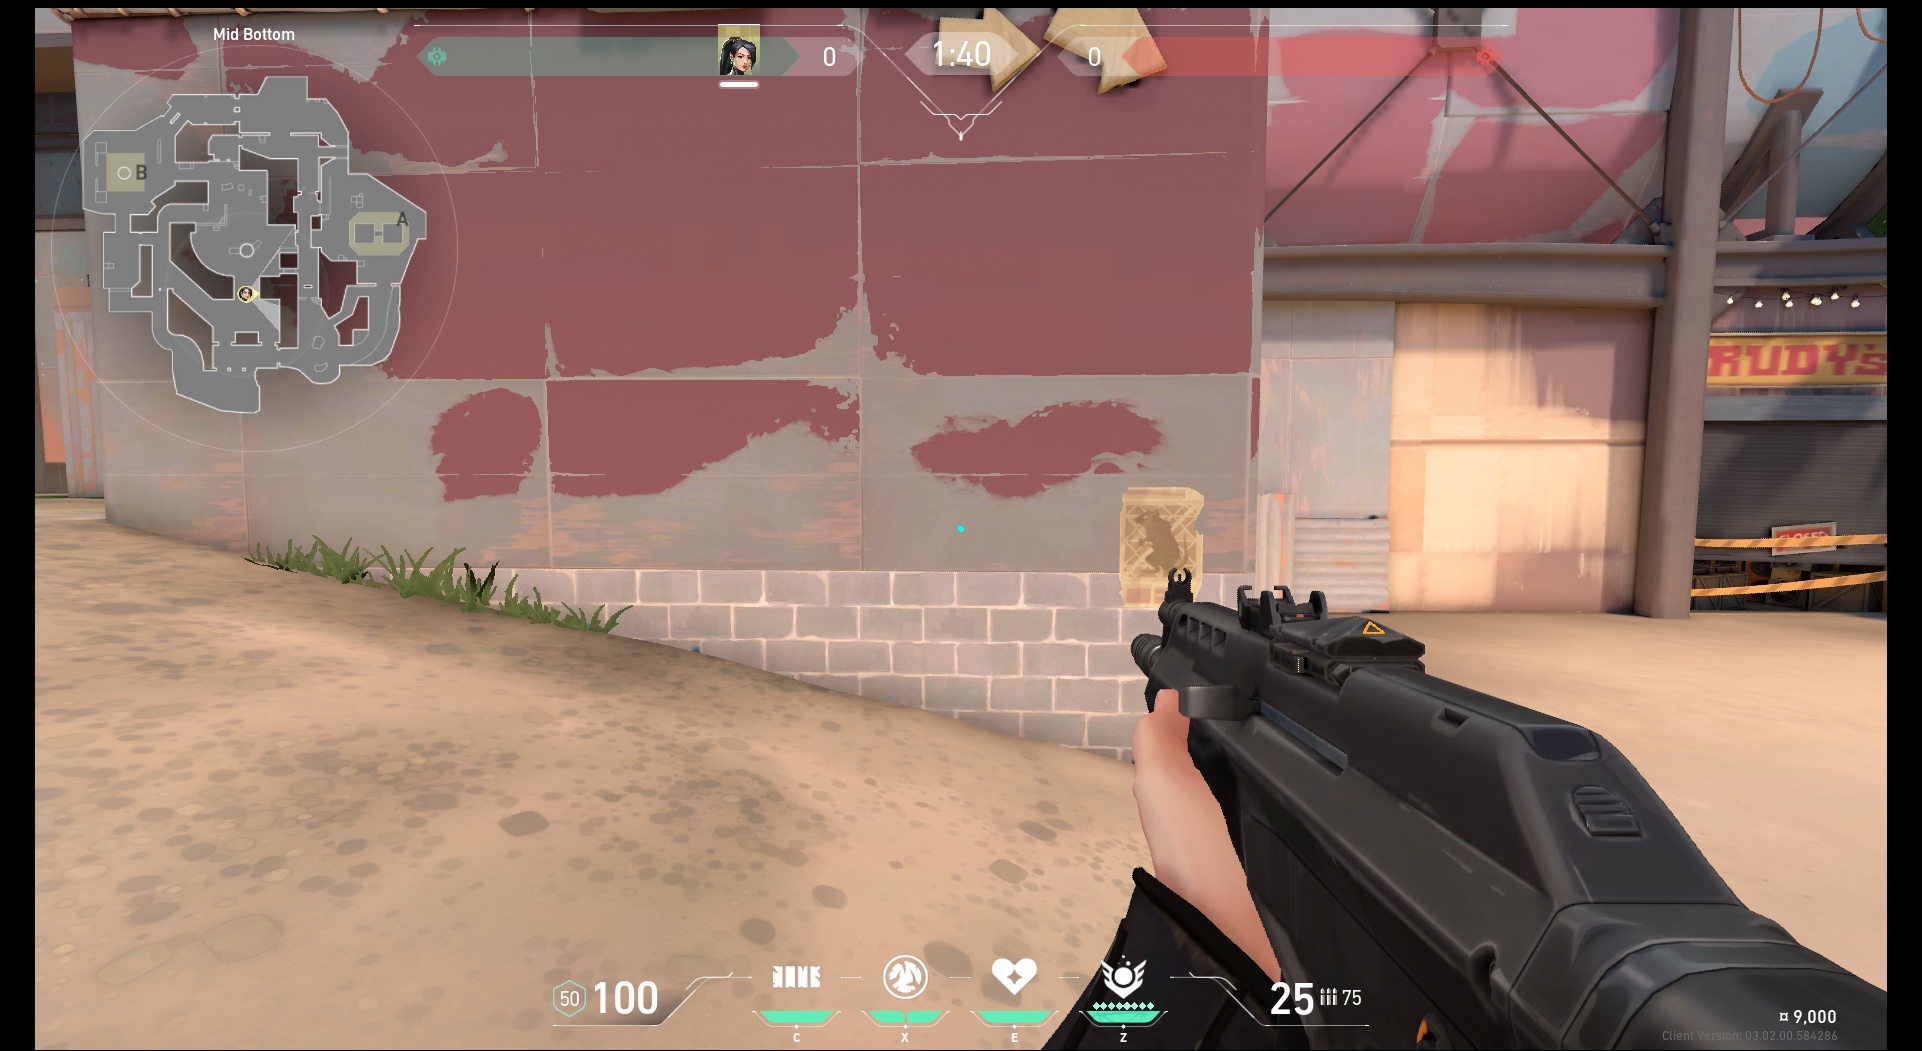 Mid Bottom
0
1:40
0
B
A
RUDY'S
CLOSED
50
100
25
75
C
X
E
Z
¤ 9,000
Client Version: 03.02.00.584286